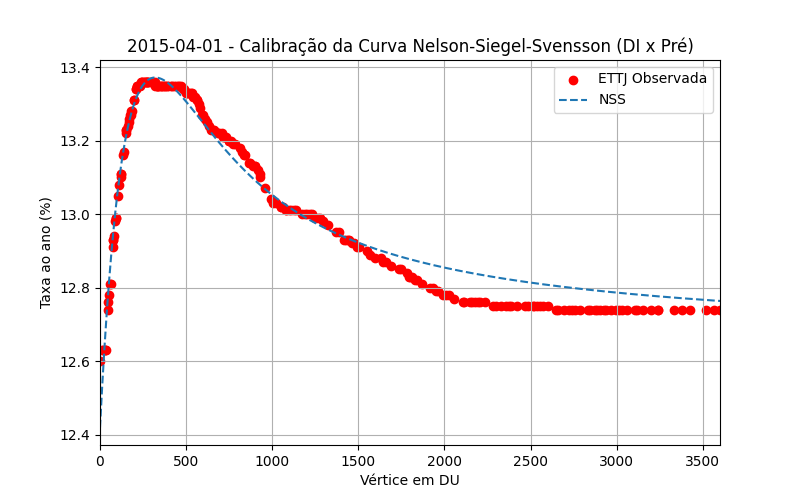 2015-04-01 - Calibração da Curva Nelson-Siegel-Svensson (DI x Pré)
ETTJ Observada
NSS
Taxa ao ano (%)
13.4
13.2
13.0
12.8
12.6
12.4
0
500
1000
1500
2000
2500
3000
3500
Vértice em DU